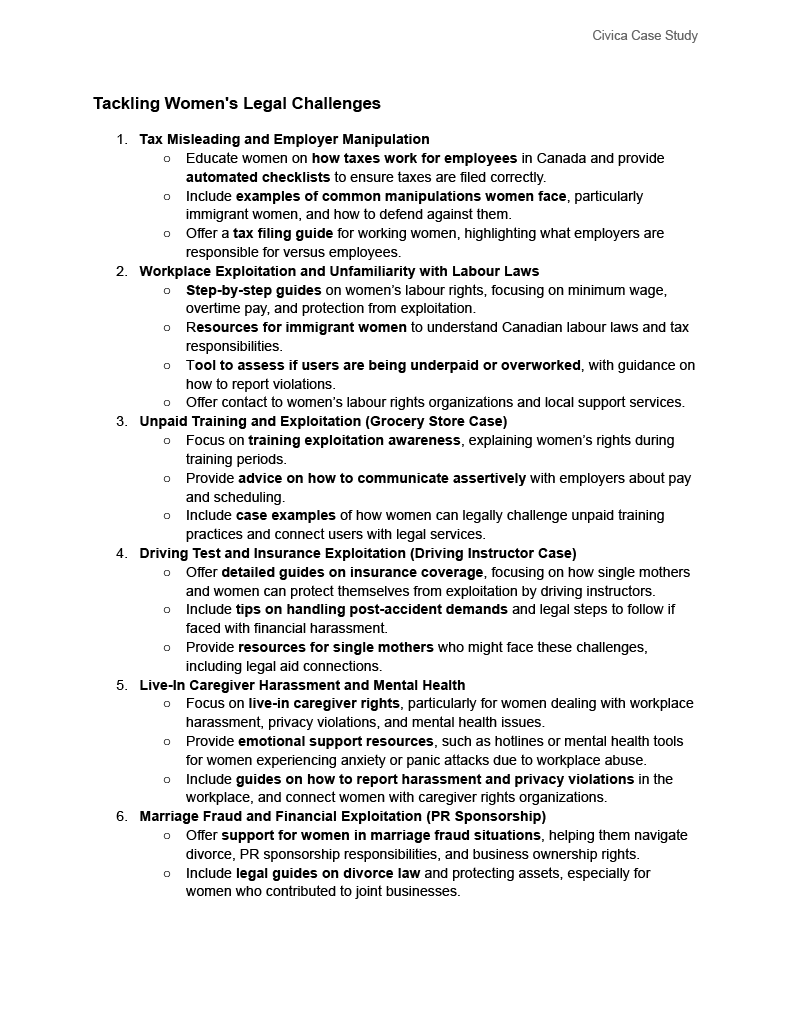 Civica Case Study
Tackling Women's Legal Challenges
1. Tax Misleading and Employer Manipulation
○ Educate women on how taxes work for employees in Canada and provide
automated checklists to ensure taxes are filed correctly.
○ Include examples of common manipulations women face, particularly
immigrant women, and how to defend against them.
○ Offer a tax filing guide for working women, highlighting what employers are
responsible for versus employees.
2. Workplace Exploitation and Unfamiliarity with Labour Laws
○ Step-by-step guides on women’s labour rights, focusing on minimum wage,
overtime pay, and protection from exploitation.
○ Resources for immigrant women to understand Canadian labour laws and tax
responsibilities.
○ Tool to assess if users are being underpaid or overworked, with guidance on
how to report violations.
○ Offer contact to women’s labour rights organizations and local support services.
3. Unpaid Training and Exploitation (Grocery Store Case)
○ Focus on training exploitation awareness, explaining women’s rights during
training periods.
○ Provide advice on how to communicate assertively with employers about pay
and scheduling.
○ Include case examples of how women can legally challenge unpaid training
practices and connect users with legal services.
4. Driving Test and Insurance Exploitation (Driving Instructor Case)
○ Offer detailed guides on insurance coverage, focusing on how single mothers
and women can protect themselves from exploitation by driving instructors.
○ Include tips on handling post-accident demands and legal steps to follow if
faced with financial harassment.
○ Provide resources for single mothers who might face these challenges,
including legal aid connections.
5. Live-In Caregiver Harassment and Mental Health
○ Focus on live-in caregiver rights, particularly for women dealing with workplace
harassment, privacy violations, and mental health issues.
○ Provide emotional support resources, such as hotlines or mental health tools
for women experiencing anxiety or panic attacks due to workplace abuse.
○ Include guides on how to report harassment and privacy violations in the
workplace, and connect women with caregiver rights organizations.
6. Marriage Fraud and Financial Exploitation (PR Sponsorship)
○ Offer support for women in marriage fraud situations, helping them navigate
divorce, PR sponsorship responsibilities, and business ownership rights.
○ Include legal guides on divorce law and protecting assets, especially for
women who contributed to joint businesses.